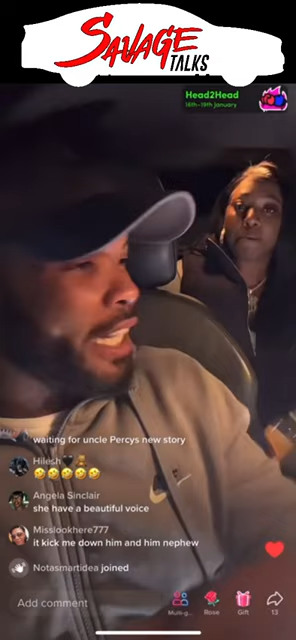 SAVAGE
TALKS
Head2Head
16th-19th January
waiting for uncle Percys new story
Hilesh
Angela Sinclair
she have a beautiful voice
Misslookhere777
it kick me down him and him nephew
Notasmartidea joined
Add comment
Multi-g...
Rose
Gift
13